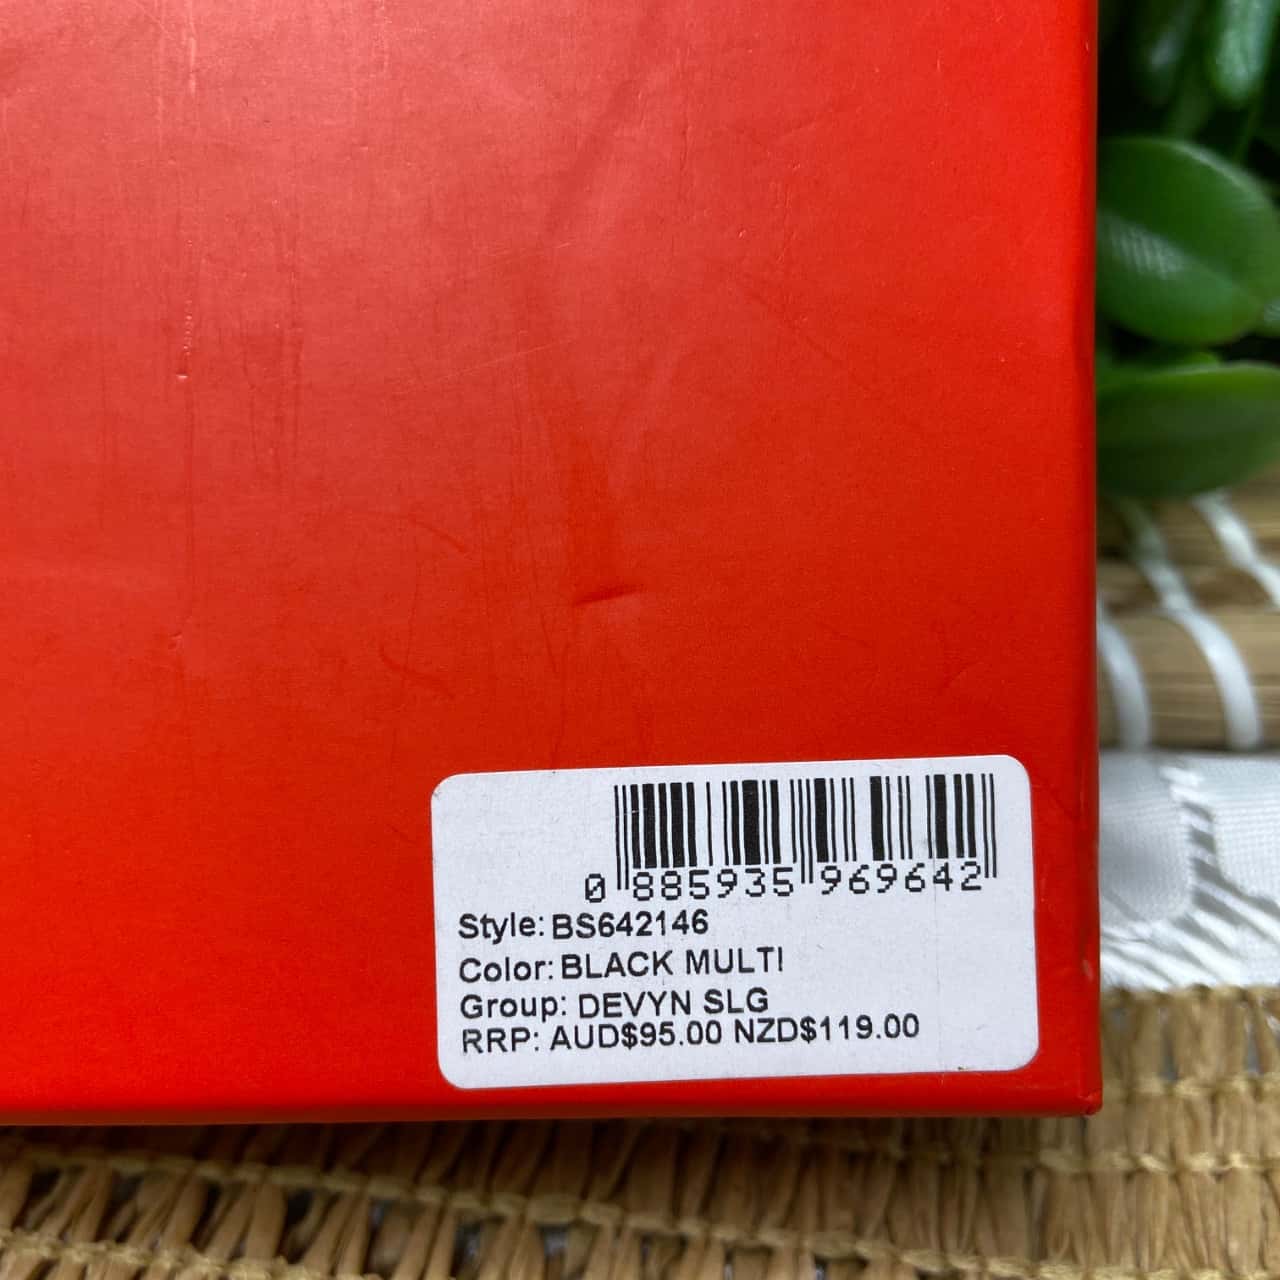 0 885935 969642
Style: BS642146
Color: BLACK MULTI
Group: DEVYN SLG
RRP: AUD$95.00 NZD$119.00